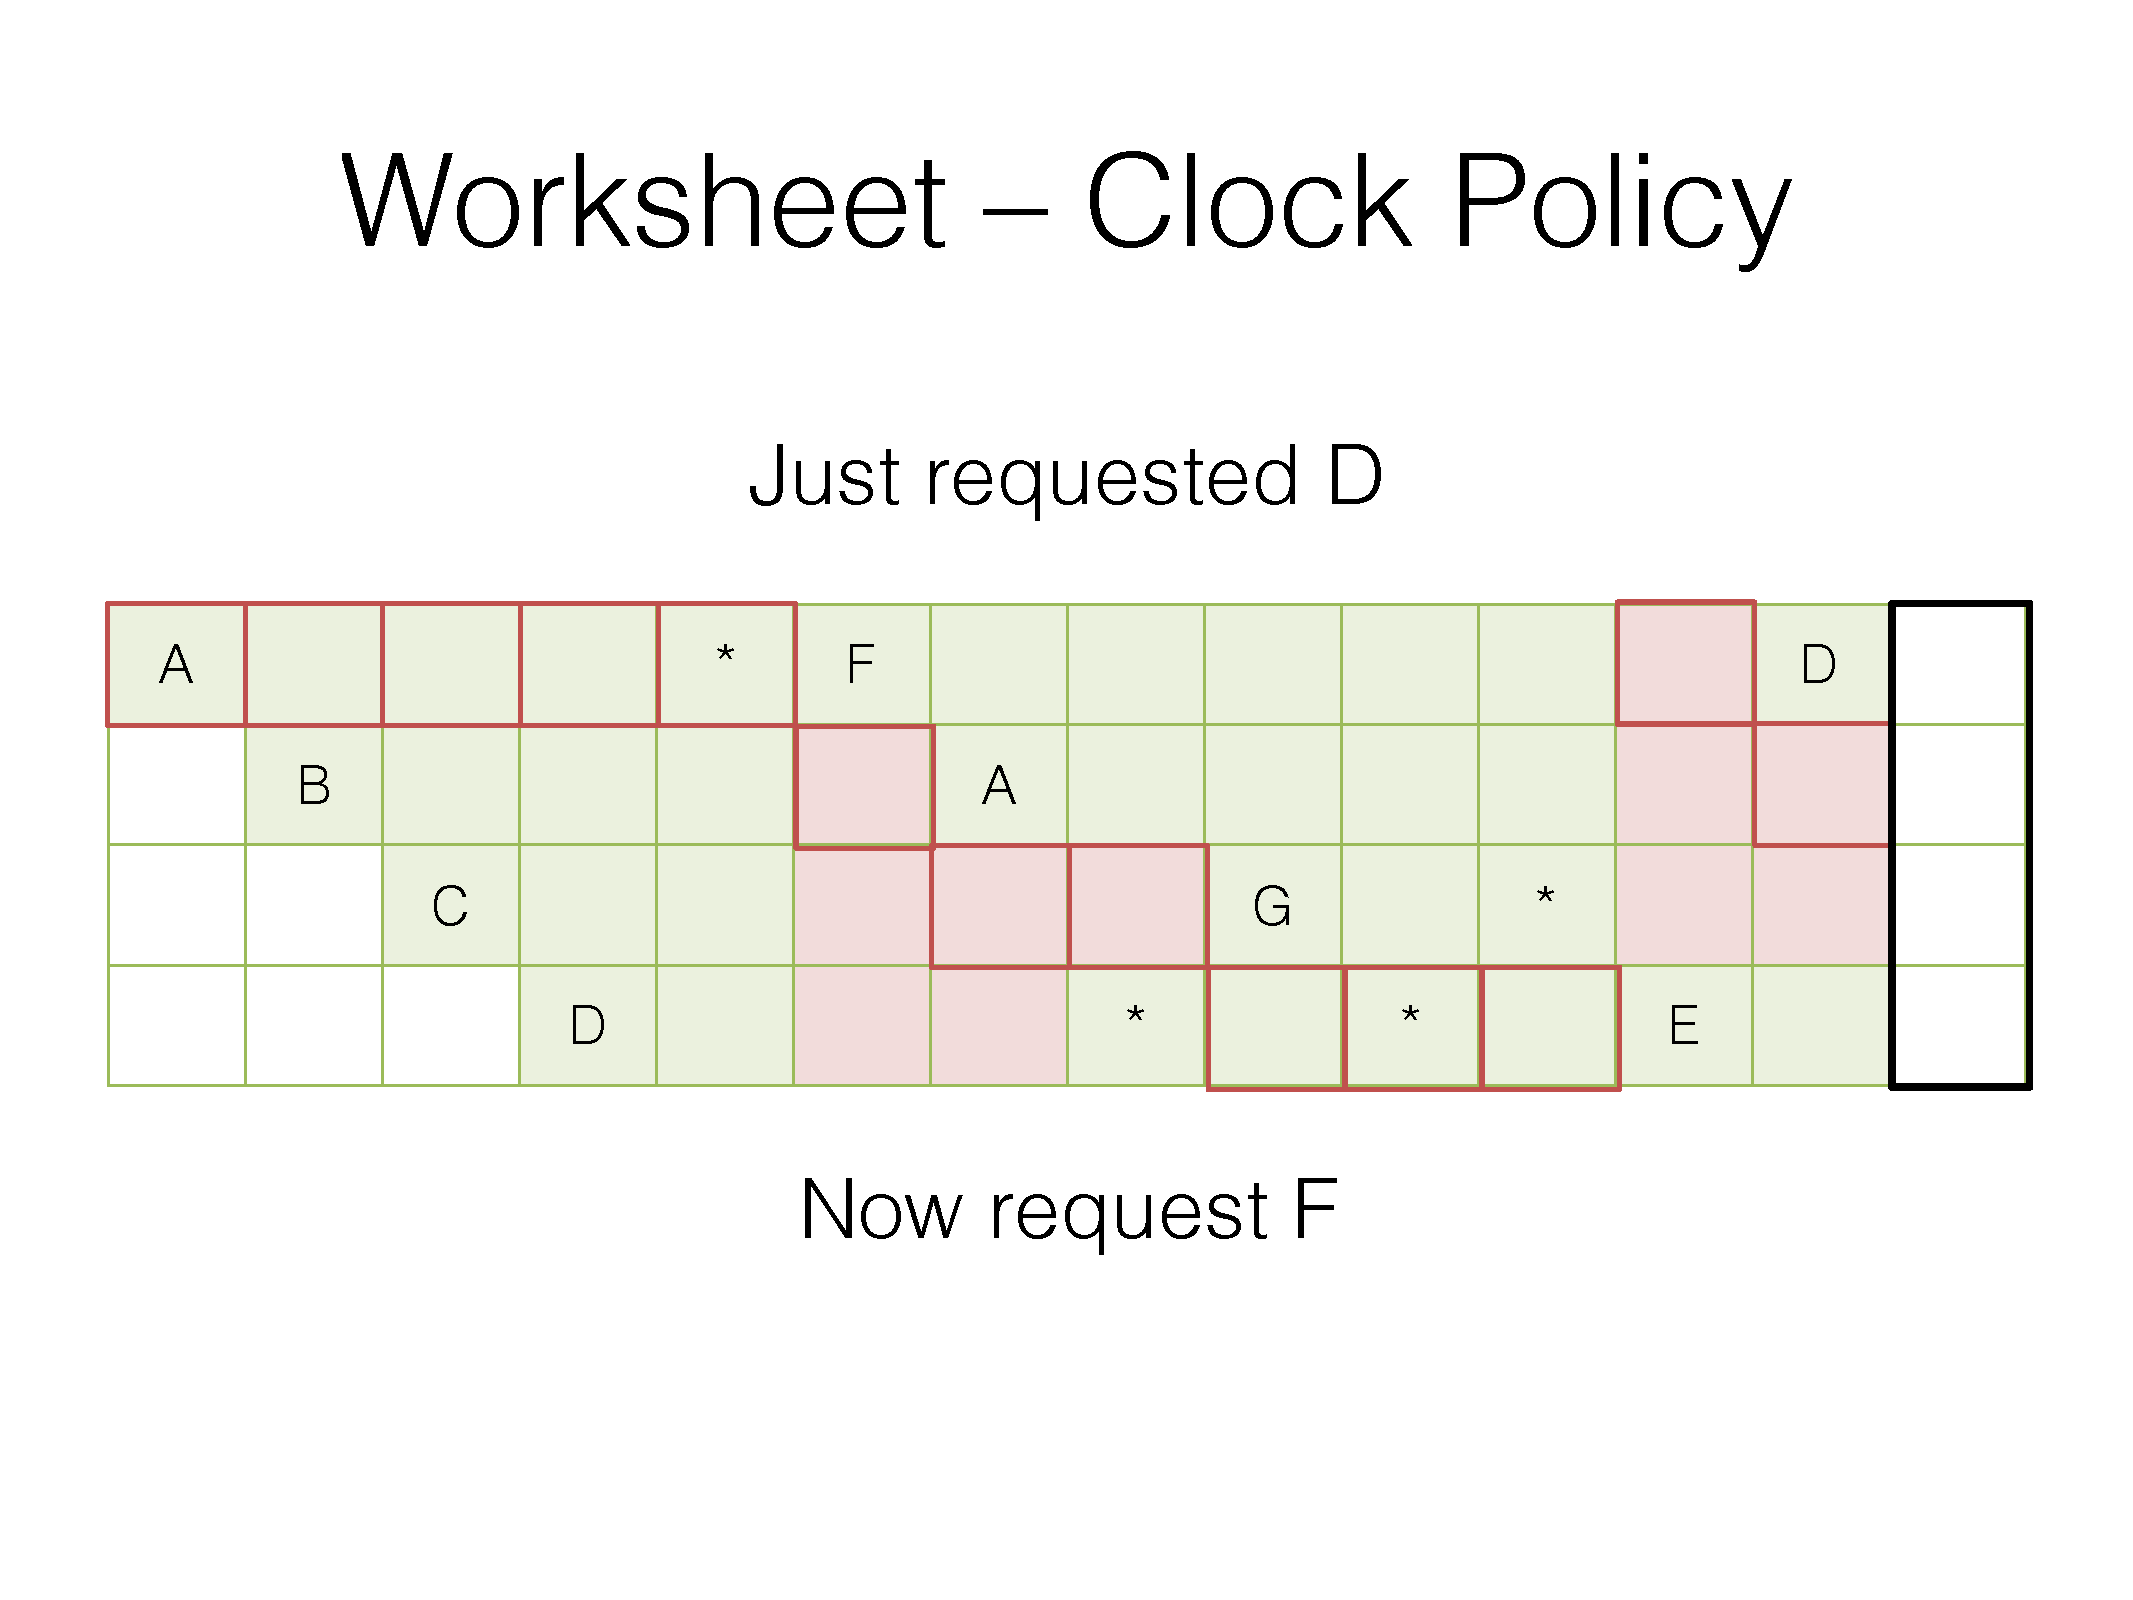 Worksheet – Clock Policy
Just requested D
A * F D
B A
C G *
D * * E
Now request F